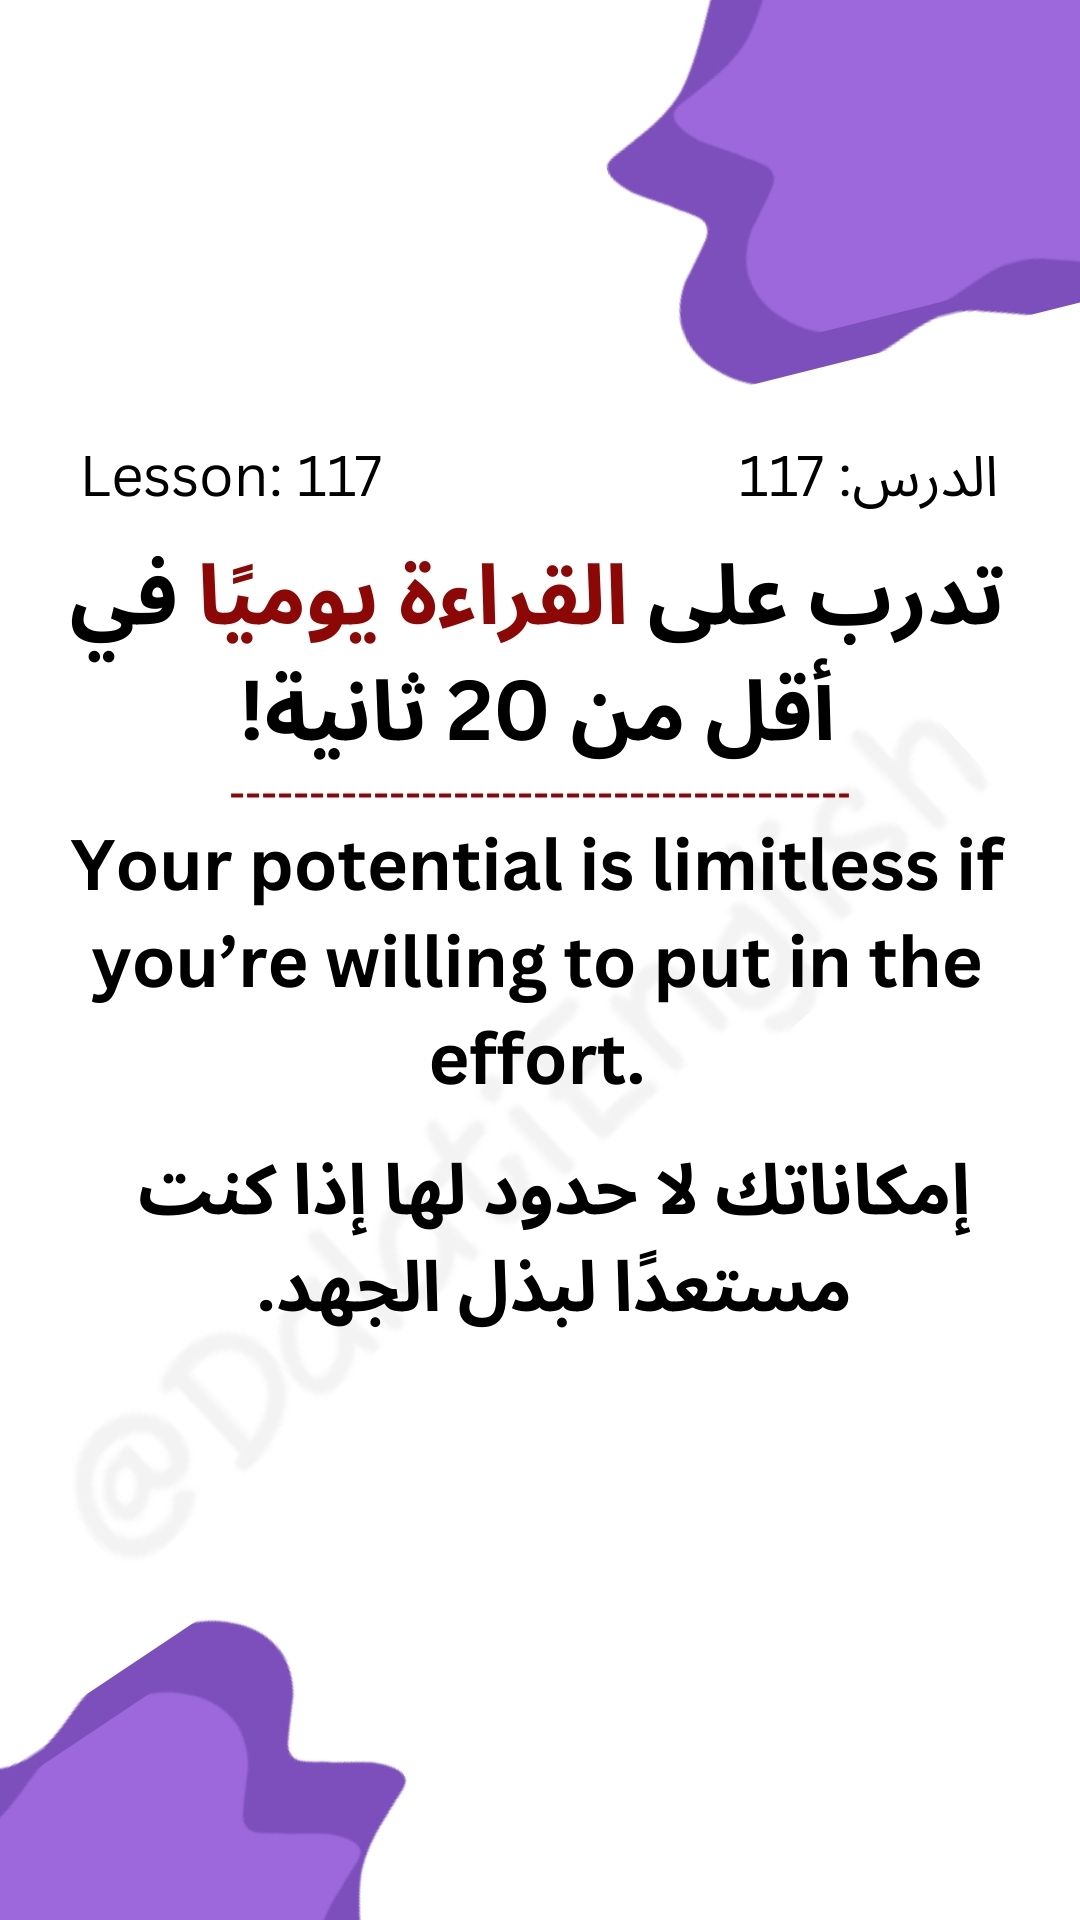 Lesson: 117
الدرس: 117
تدرب على القراءة يوميًا في
أقل من 20 ثانية!
Your potential is limitless if
you’re willing to put in the
effort.
إمكاناتك لا حدود لها إذا كنت
مستعدًا لبذل الجهد.
@DdatiEnglish